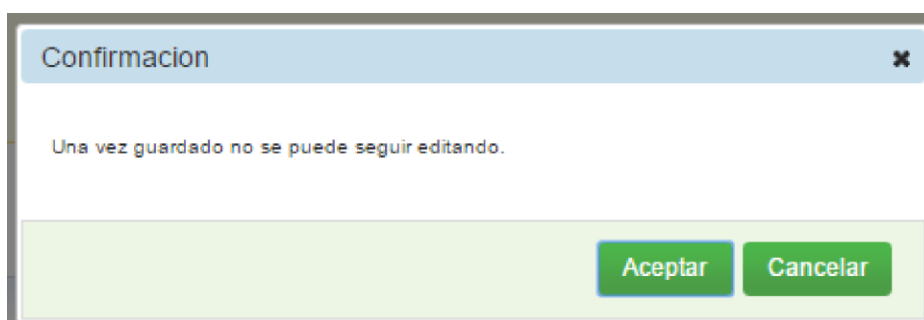 Confirmacion
Una vez guardado no se puede seguir editando.
Aceptar Cancelar